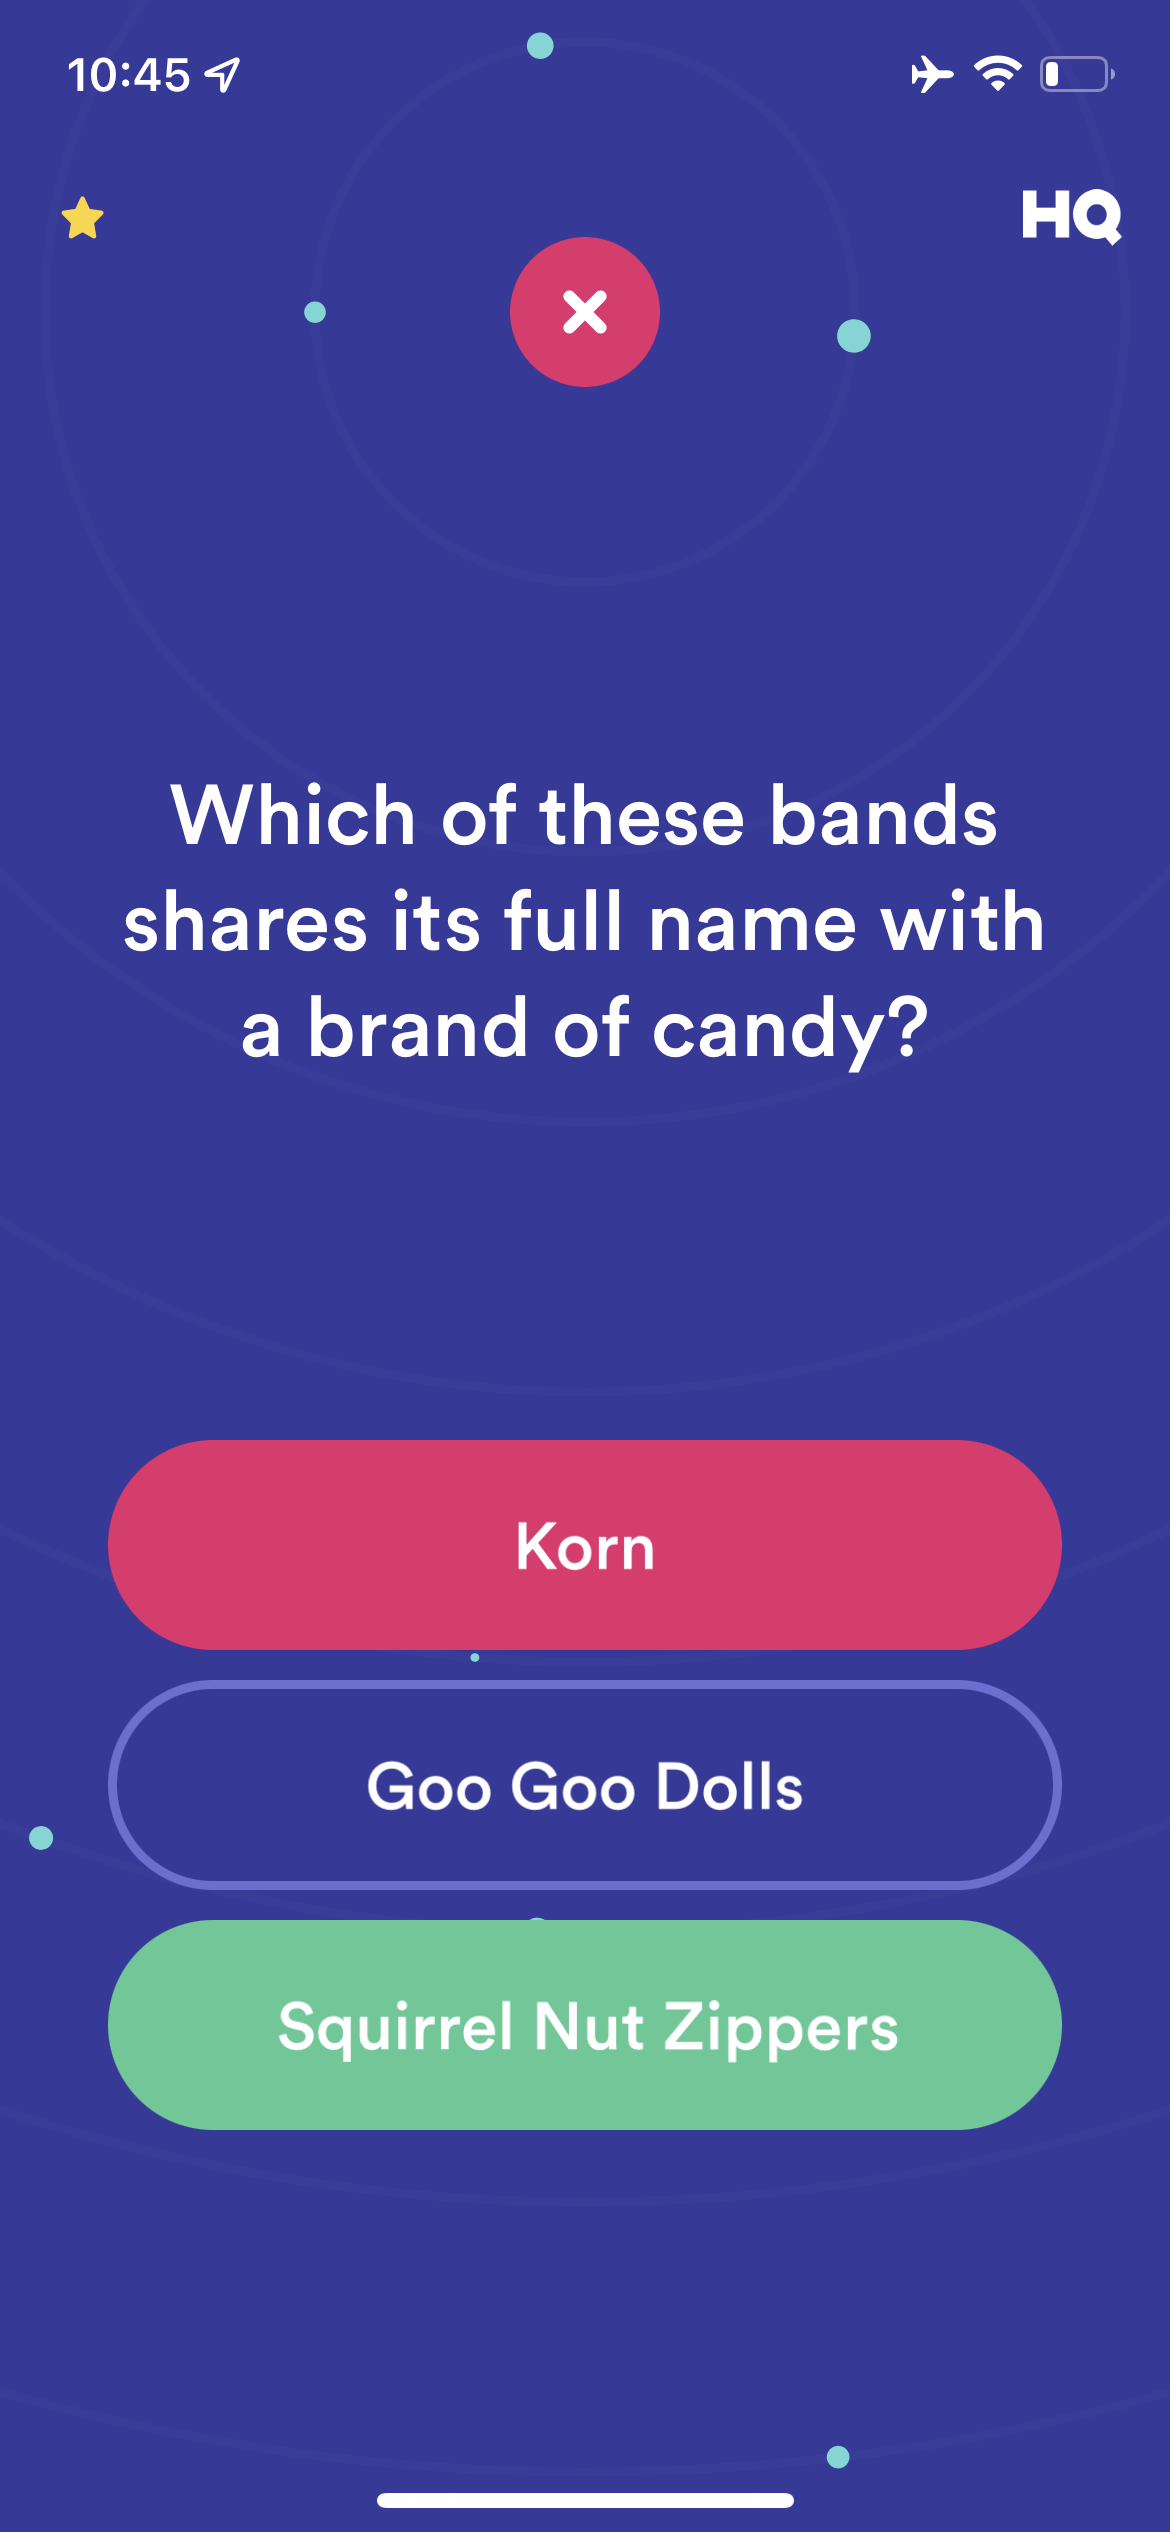 10:45
HQ
Which of these bands
shares its full name with
a brand of candy?
Korn
Goo Goo Dolls
Squirrel Nut Zippers